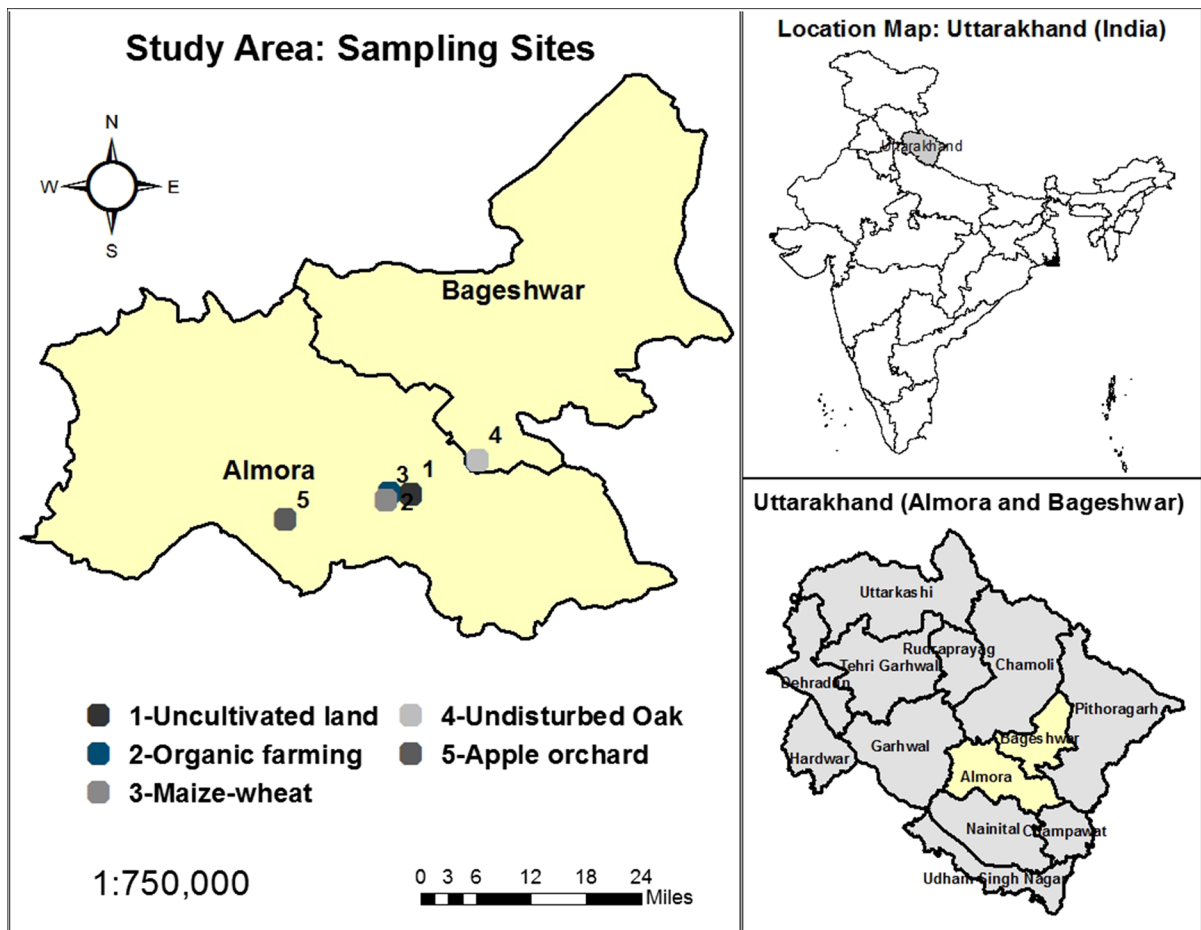 Study Area: Sampling Sites
N
W
E
S
Bageshwar
Almora
4
3
1
2
5
1-Uncultivated land
4-Undisturbed Oak
2-Organic farming
5-Apple orchard
3-Maize-wheat
1:750,000
0 3 6 12 18 24
Miles
Location Map: Uttarakhand (India)
Uttarakhand
Uttarakhand (Almora and Bageshwar)
Uttarkashi
Rudraprayag
Tehri Garhwal
Chamoli
Dehradun
Pithoragarh
Bageshwar
Garhwal
Hardwar
Almora
Nainital
Champawat
Udham Singh Nagar